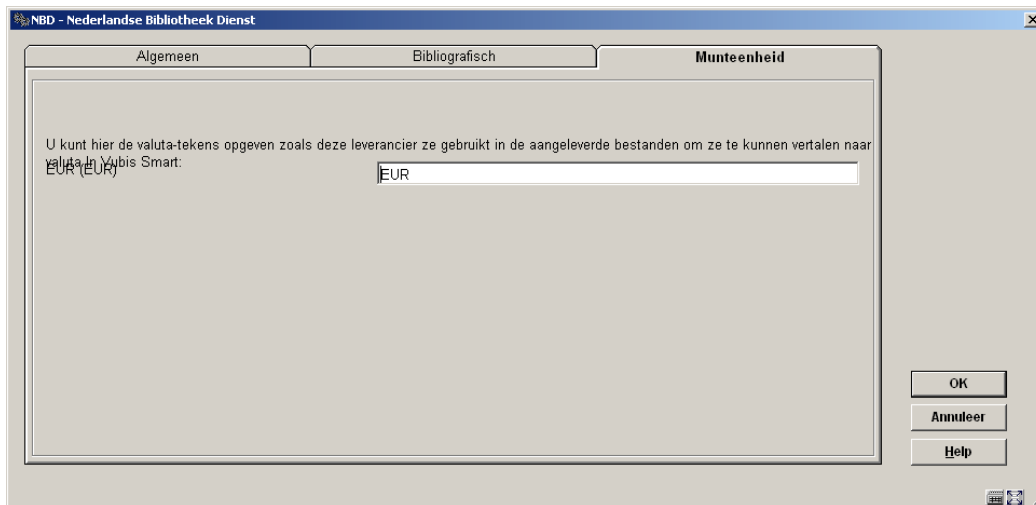 NBD - Nederlandse Bibliotheek Dienst
Algemeen
Bibliografisch
Munteenheid
U kunt hier de valuta-tekens opgeven zoals deze leverancier ze gebruikt in de aangeleverde bestanden om ze te kunnen vertalen naar
valuta In Vubis Smart:
EUR (EUR)
EUR
OK
Annuleer
Help